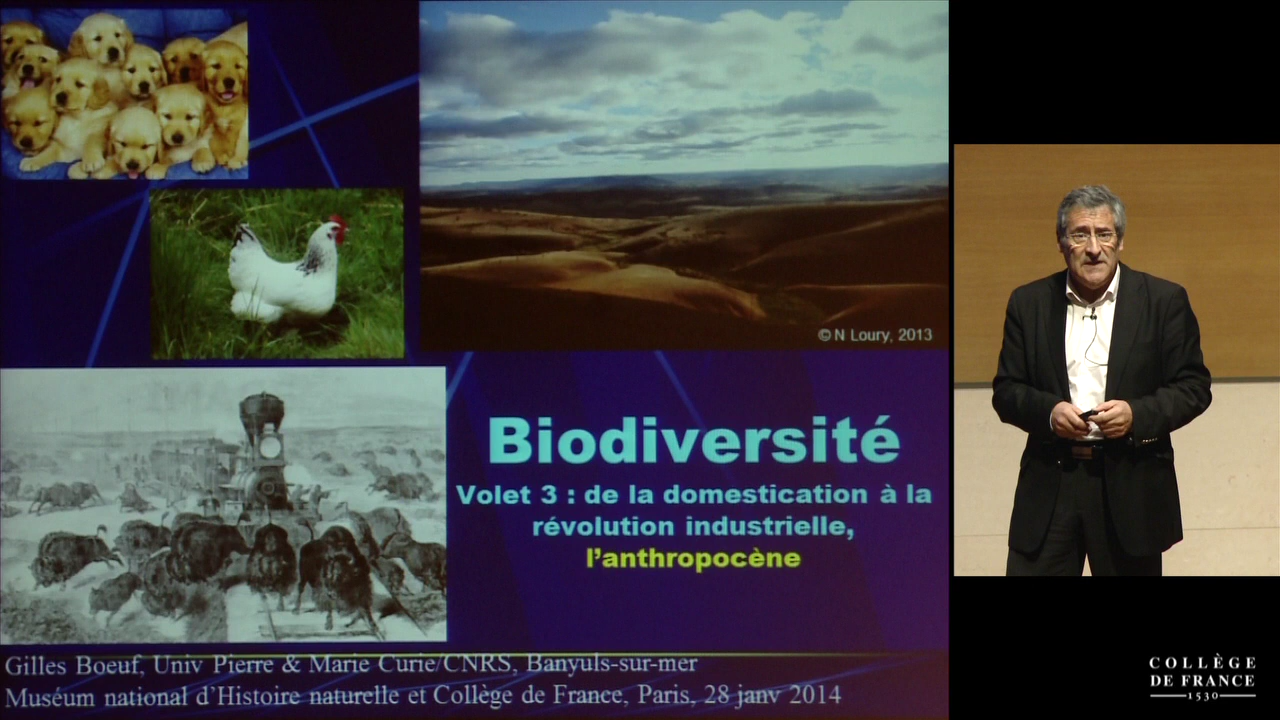 © N Loury, 2013
Biodiversité
Volet 3 : de la domestication à la
révolution industrielle,
l'anthropocène
Gilles Boeuf, Univ Pierre & Marie Curie/CNRS, Banyuls-sur-mer
Muséum national d'Histoire naturelle et Collège de France, Paris, 28 janv 2014
COLLÈGE
DE FRANCE
1530